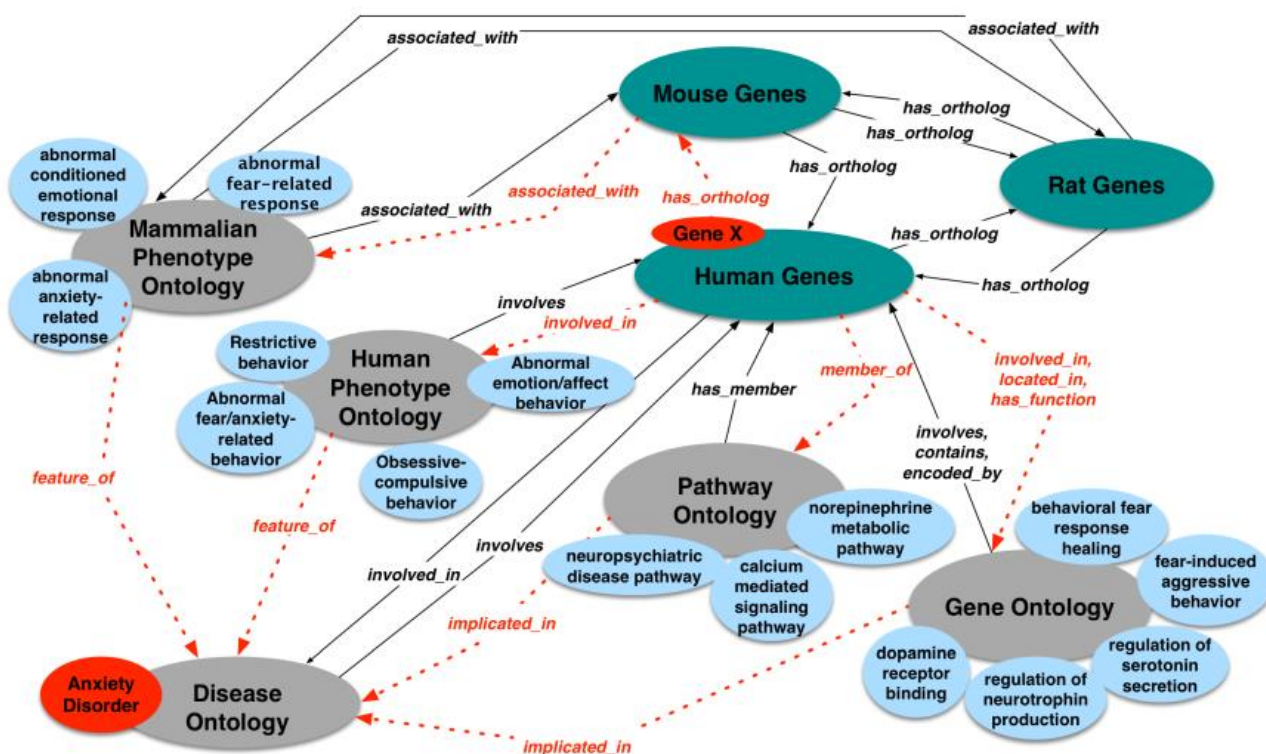 associated_with
associated_with
Mouse Genes
has_ortholog
has_ortholog
has_ortholog
Rat Genes
abnormal
conditioned
emotional
response
abnormal
fear-related
response
associated_with
associated_with
has_ortholog
Mammalian
Phenotype
Ontology
Gene X
Human Genes
has_ortholog
has_ortholog
abnormal
anxiety-
related
response
involves
involved_in
Restrictive
behavior
Human
Phenotype
Ontology
Abnormal
emotion/affect
behavior
Abnormal
fear/anxiety-
related
behavior
Obsessive-
compulsive
behavior
has_member
member_of
involved_in,
located_in,
has_function
involves,
contains,
encoded_by
feature_of
feature_of
Pathway
Ontology
norepinphrine
metabolic
pathway
neuropsychiatric
disease pathway
calcium
mediated
signaling
pathway
behavioral fear
response
healing
fear-induced
aggressive
behavior
Gene Ontology
involves
involved_in
implicated_in
dopamine
receptor
binding
regulation of
neurotrophin
production
regulation of
serotonin
secretion
Anxiety
Disorder
Disease
Ontology
implicated_in